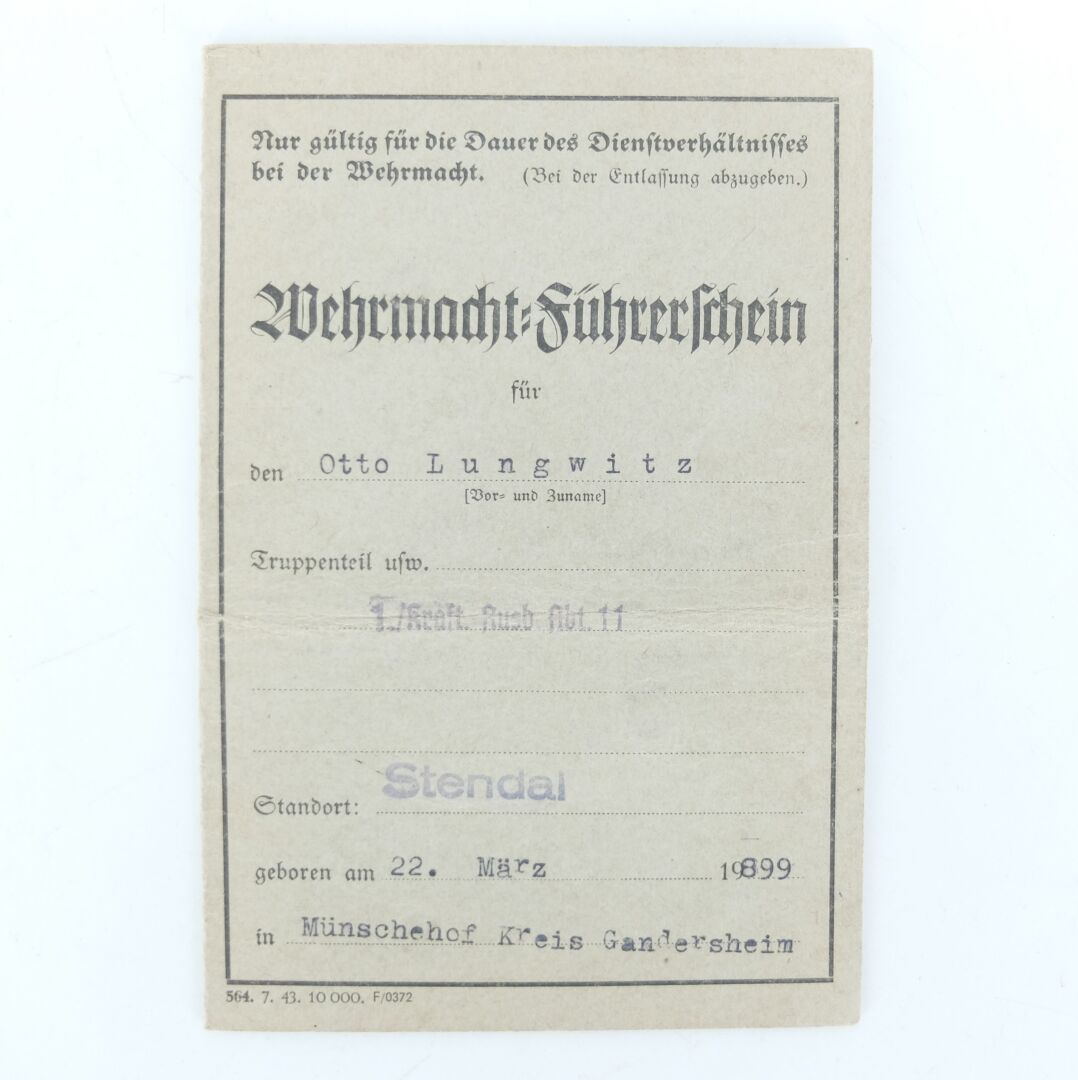 Nur gültig für die Dauer des Dienstverhältnisses
bei der Wehrmacht. (Bei der Entlassung abzugeben.)
Wehrmacht=Führerschein
für
den Otto Lungwitz
[Vor= und Zuname]
Truppenteil usw.
1./Kraft. Ausb Abt. 11
Standort: Stendal
geboren am 22. März 1899
in Münschehof Kreis Gandersheim
564. 7. 43. 10 000. F/0372